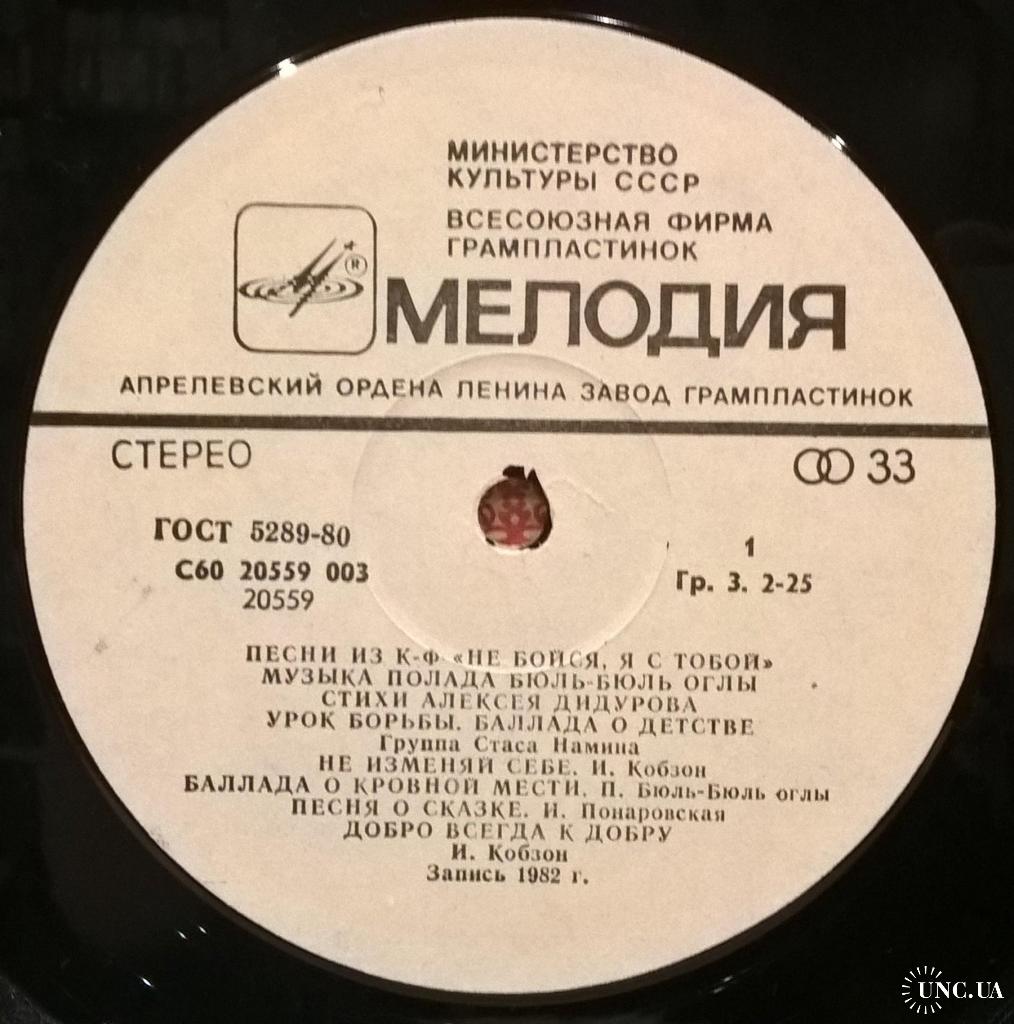 МИНИСТЕРСТВО
КУЛЬТУРЫ СССР
ВСЕСОЮЗНАЯ ФИРМА
ГРАМПЛАСТИНОК
®
МЕЛОДИЯ
АПРЕЛЕВСКИЙ ОРДЕНА ЛЕНИНА ЗАВОД ГРАМПЛАСТИНОК
СТЕРЕО
33
ГОСТ 5289-80
1
С60 20559 003
Гр. 3. 2-25
20559
ПЕСНИ ИЗ К-Ф «НЕ БОЙСЯ, Я С ТОБОЙ»
МУЗЫКА ПОЛАДА БЮЛЬ-БЮЛЬ ОГЛЫ
СТИХИ АЛЕКСЕЯ ДИДУРОВА
УРОК БОРЬБЫ. БАЛЛАДА О ДЕТСТВЕ
Группа Стаса Намина
НЕ ИЗМЕНЯЙ СЕБЕ. И. Кобзон
БАЛЛАДА О КРОВНОЙ МЕСТИ. П. Бюль-Бюль оглы
ПЕСНЯ О СКАЗКЕ. И. Понаровская
ДОБРО ВСЕГДА К ДОБРУ
И. Кобзон
Запись 1982 г.
UNC.UA